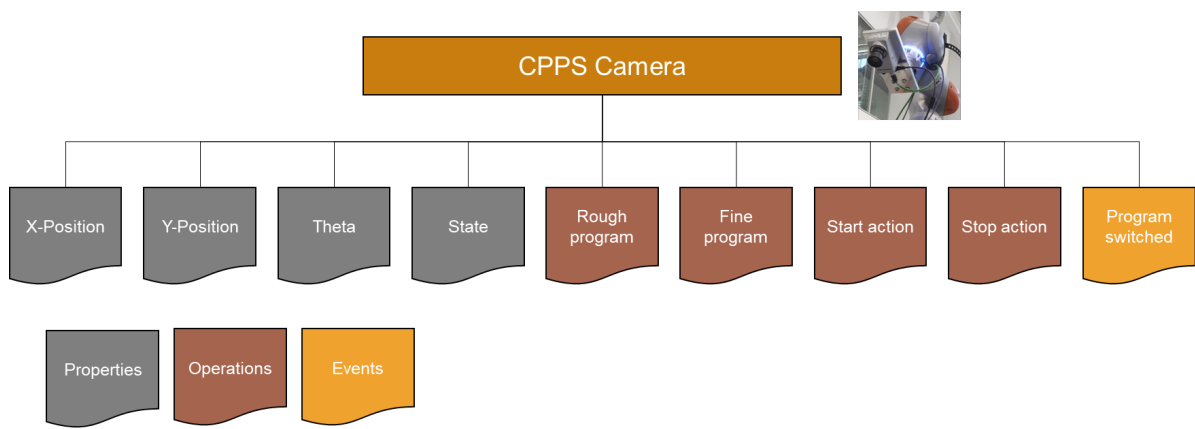 CPPS Camera
X-Position
Y-Position
Theta
State
Rough
program
Fine
program
Start action
Stop action
Program
switched
Properties
Operations
Events